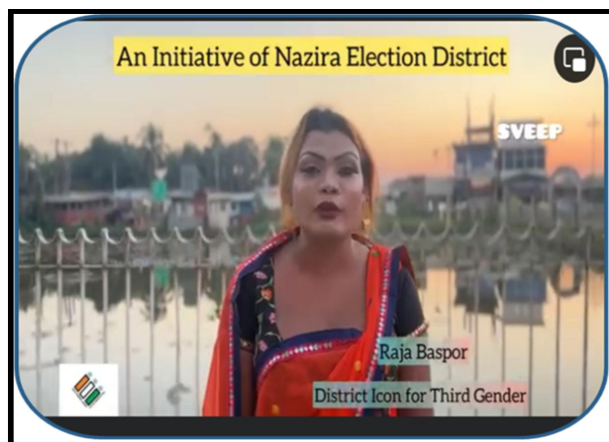 An Initiative of Nazira Election District
SVEEP
Raja Baspor
District Icon for Third Gender